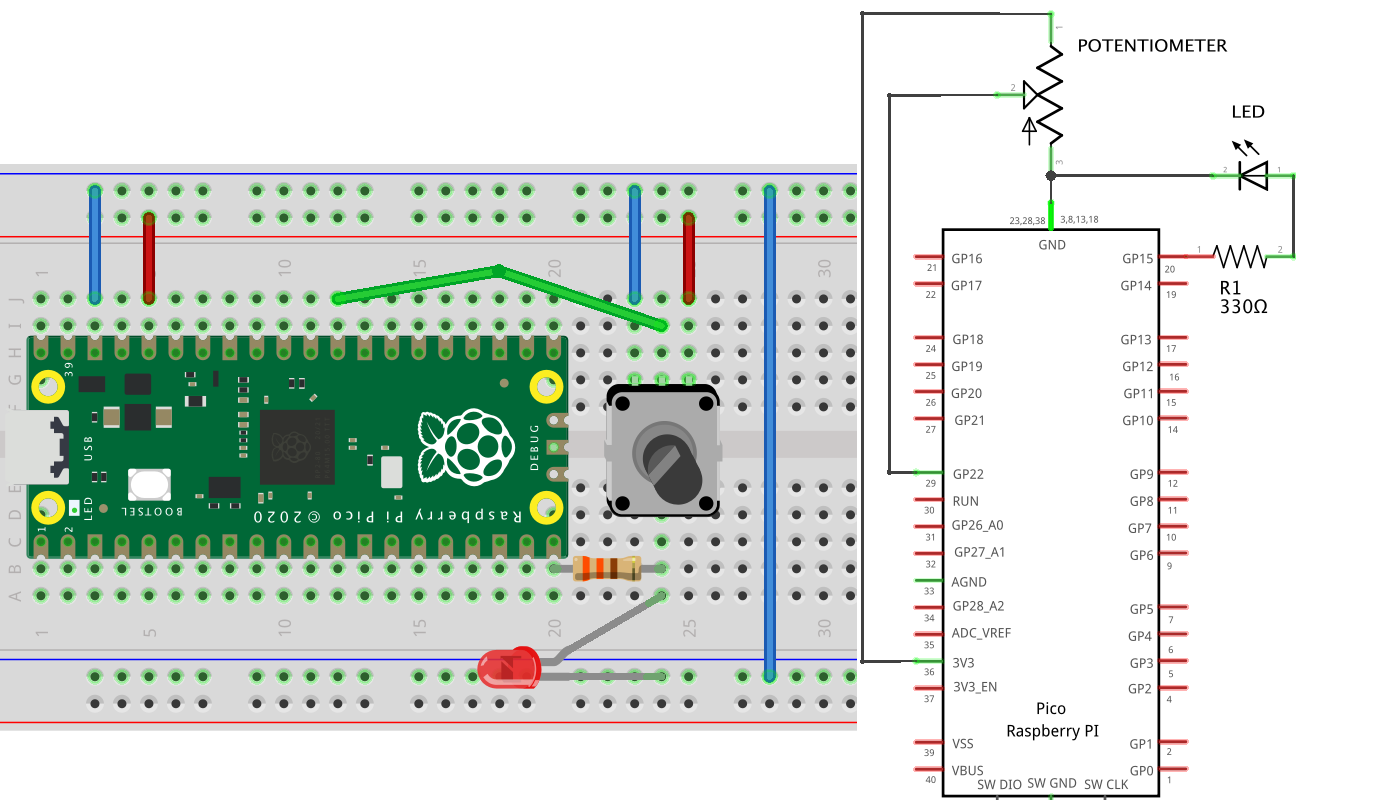 1
10
15
20
30
J
I
H
G
F
E
D
C
B
A
39
USB
LED
1
2
BOOTSEL
Raspberry Pi Pico © 2020
DEBUG
1
5
10
15
20
25
30
POTENTIOMETER
1
2
3
LED
2
1
23,28,38
3,8,13,18
GND
GP16
21
GP17
22
GP18
24
GP19
25
GP20
26
GP21
27
GP22
29
RUN
30
GP26_A0
31
GP27_A1
32
AGND
33
GP28_A2
34
ADC_VREF
35
3V3
36
3V3_EN
37
VSS
39
VBUS
40
GP15
20
GP14
19
GP13
17
GP12
16
GP11
15
GP10
14
GP9
12
GP8
11
GP7
10
GP6
9
GP5
7
GP4
6
GP3
5
GP2
4
GP1
2
GP0
1
1
2
R1
330Ω
Pico
Raspberry PI
SW DIO
SW GND
SW CLK